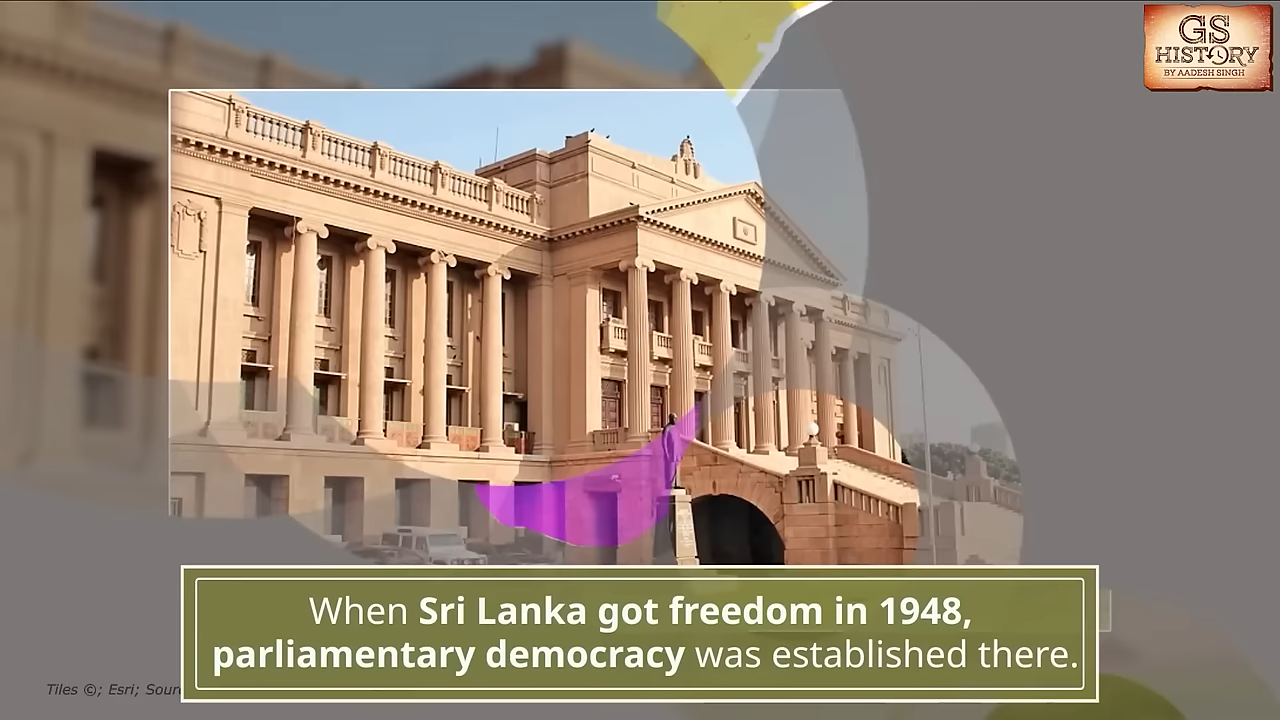 GS
HISTORY
BY AADESH SINGH
When Sri Lanka got freedom in 1948,
parliamentary democracy was established there.
Tiles ©; Esri;